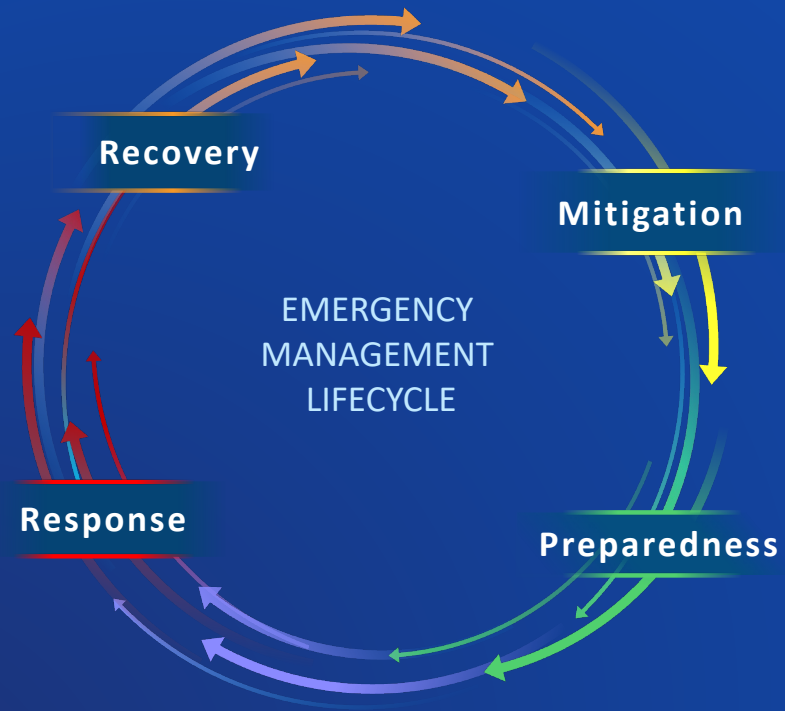 Recovery
Mitigation
EMERGENCY
MANAGEMENT
LIFECYCLE
Response
Preparedness